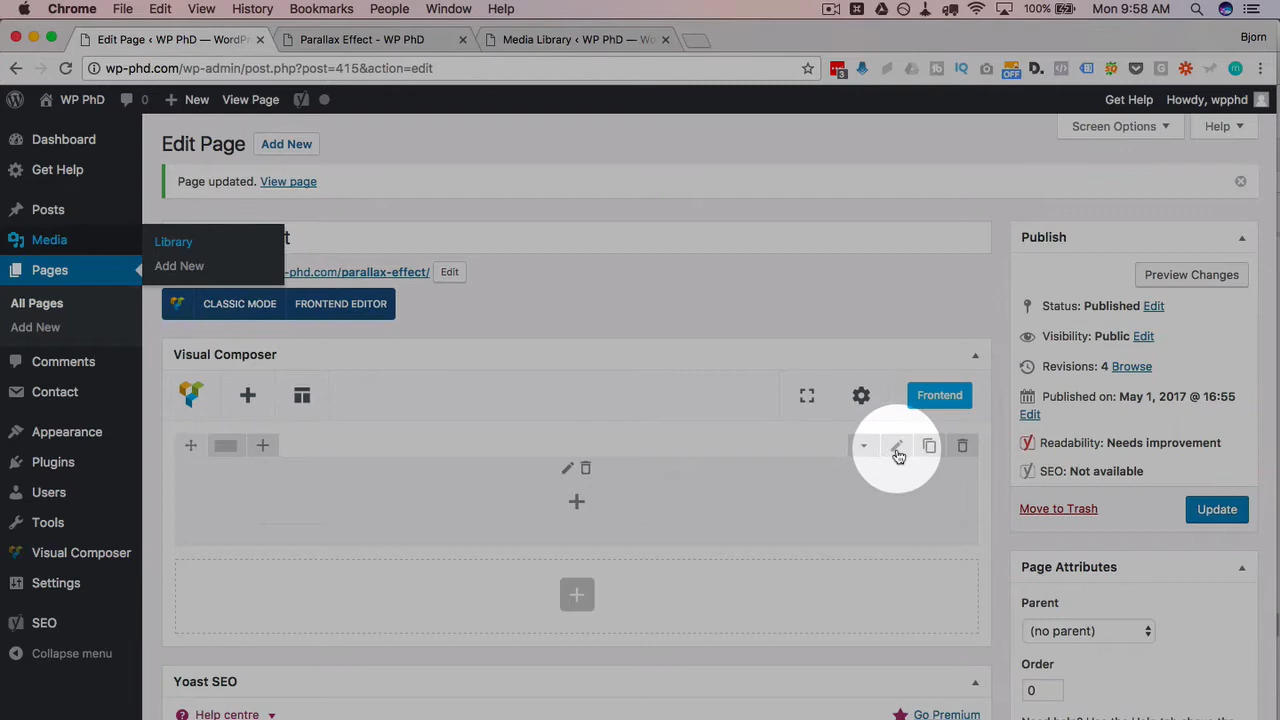 Chrome File Edit View History Bookmarks People Window Help 100% Mon 9:58 AM
Edit Page ‹ WP PhD — WordPr
Parallax Effect - WP PhD
Media Library ‹ WP PhD — Wo
Bjorn
wp-phd.com/wp-admin/post.php?post=415&action=edit
3
OFF
D.
G
m
WP PhD 0 New View Page
Get Help Howdy, wpphd
Dashboard
Get Help
Posts
Media
Library
Add New
Pages
All Pages
Add New
Comments
Contact
Appearance
Plugins
Users
Tools
Visual Composer
Settings
SEO
Collapse menu
Screen Options
Help
Edit Page Add New
Page updated. View page
t
-phd.com/parallax-effect/ Edit
CLASSIC MODE FRONTEND EDITOR
Visual Composer
Frontend
Yoast SEO
Help centre
Go Premium
Publish
Preview Changes
Status: Published Edit
Visibility: Public Edit
Revisions: 4 Browse
Published on: May 1, 2017 @ 16:55
Edit
Readability: Needs improvement
SEO: Not available
Move to Trash Update
Page Attributes
Parent
(no parent)
Order
0